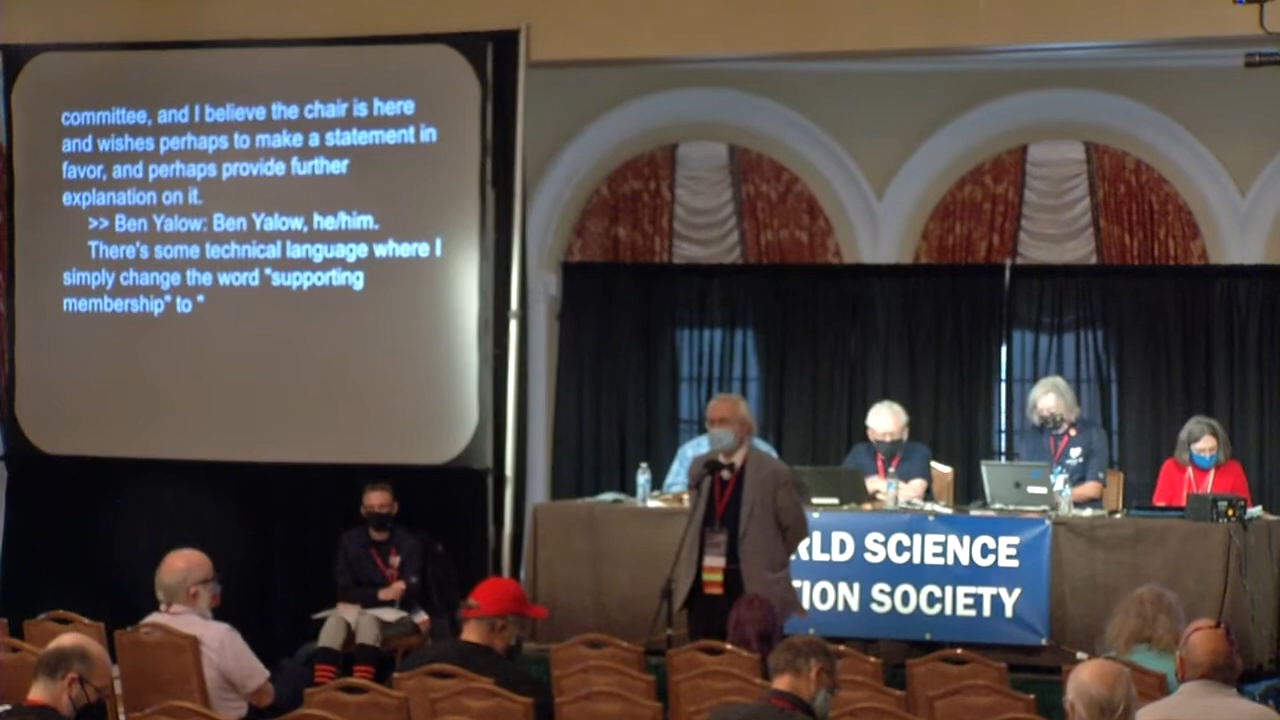 committee, and I believe the chair is here
and wishes perhaps to make a statement in
favor, and perhaps provide further
explanation on it.
>> Ben Yalow: Ben Yalow, he/him.
There's some technical language where I
simply change the word "supporting
membership" to "
RLD SCIENCE
TION SOCIETY